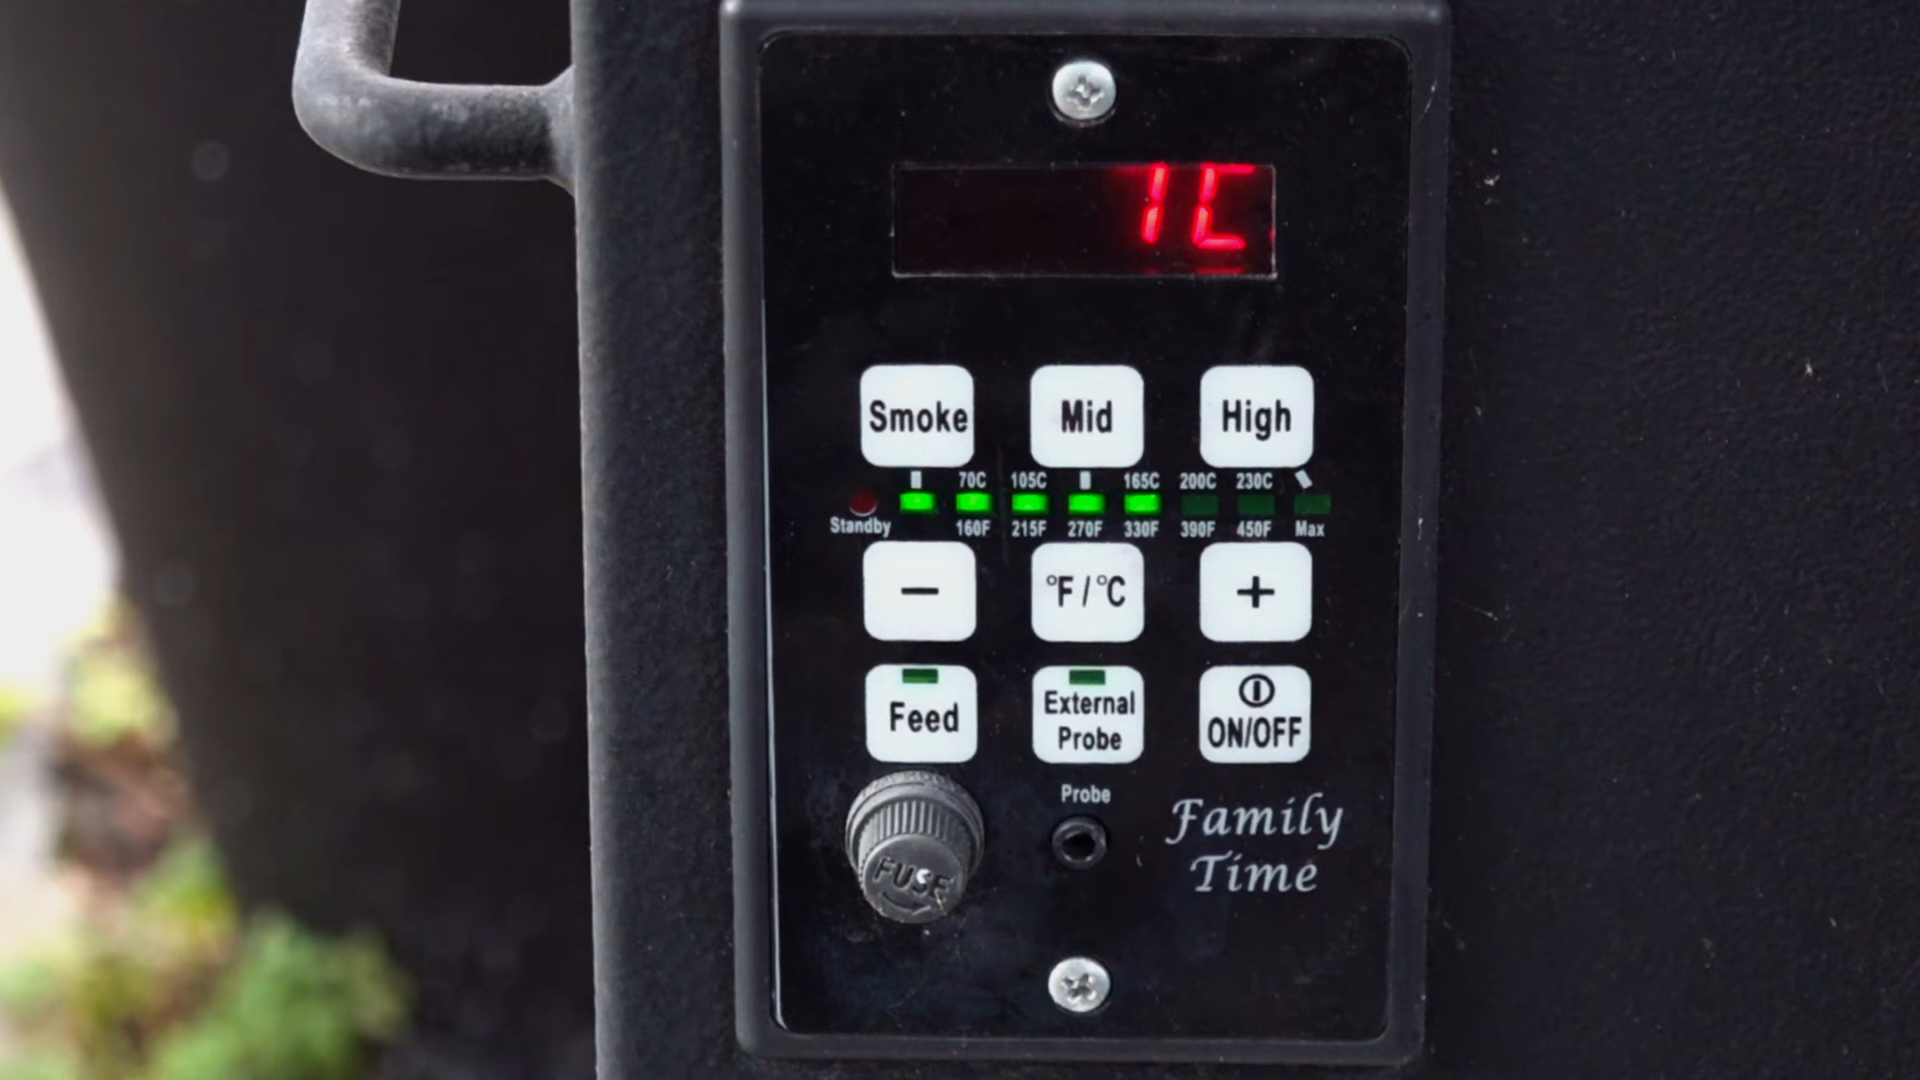 7C
Smoke Mid High
70C 105C 165C 200C 230C
Standby 160F 215F 270F 330F 390F 450F Max
− °F/°C +
Feed External Probe ON/OFF
Probe
FUSE
Family
Time